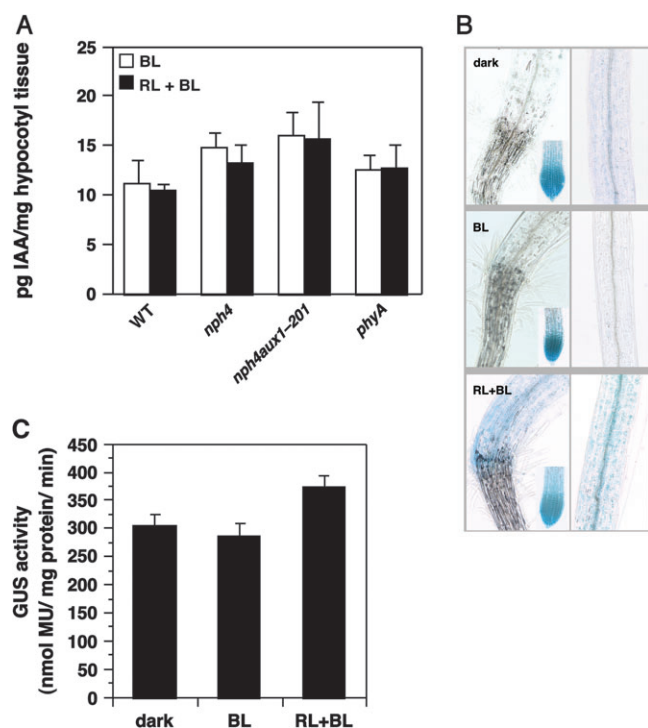 A
pg IAA/mg hypocotyl tissue
25
20
15
10
5
0
BL
RL + BL
WT
nph4
nph4aux1-201
phyA
B
dark
BL
RL+BL
C
GUS activity
(nmol MU/ mg protein/ min)
450
400
350
300
250
200
150
100
50
0
dark
BL
RL+BL